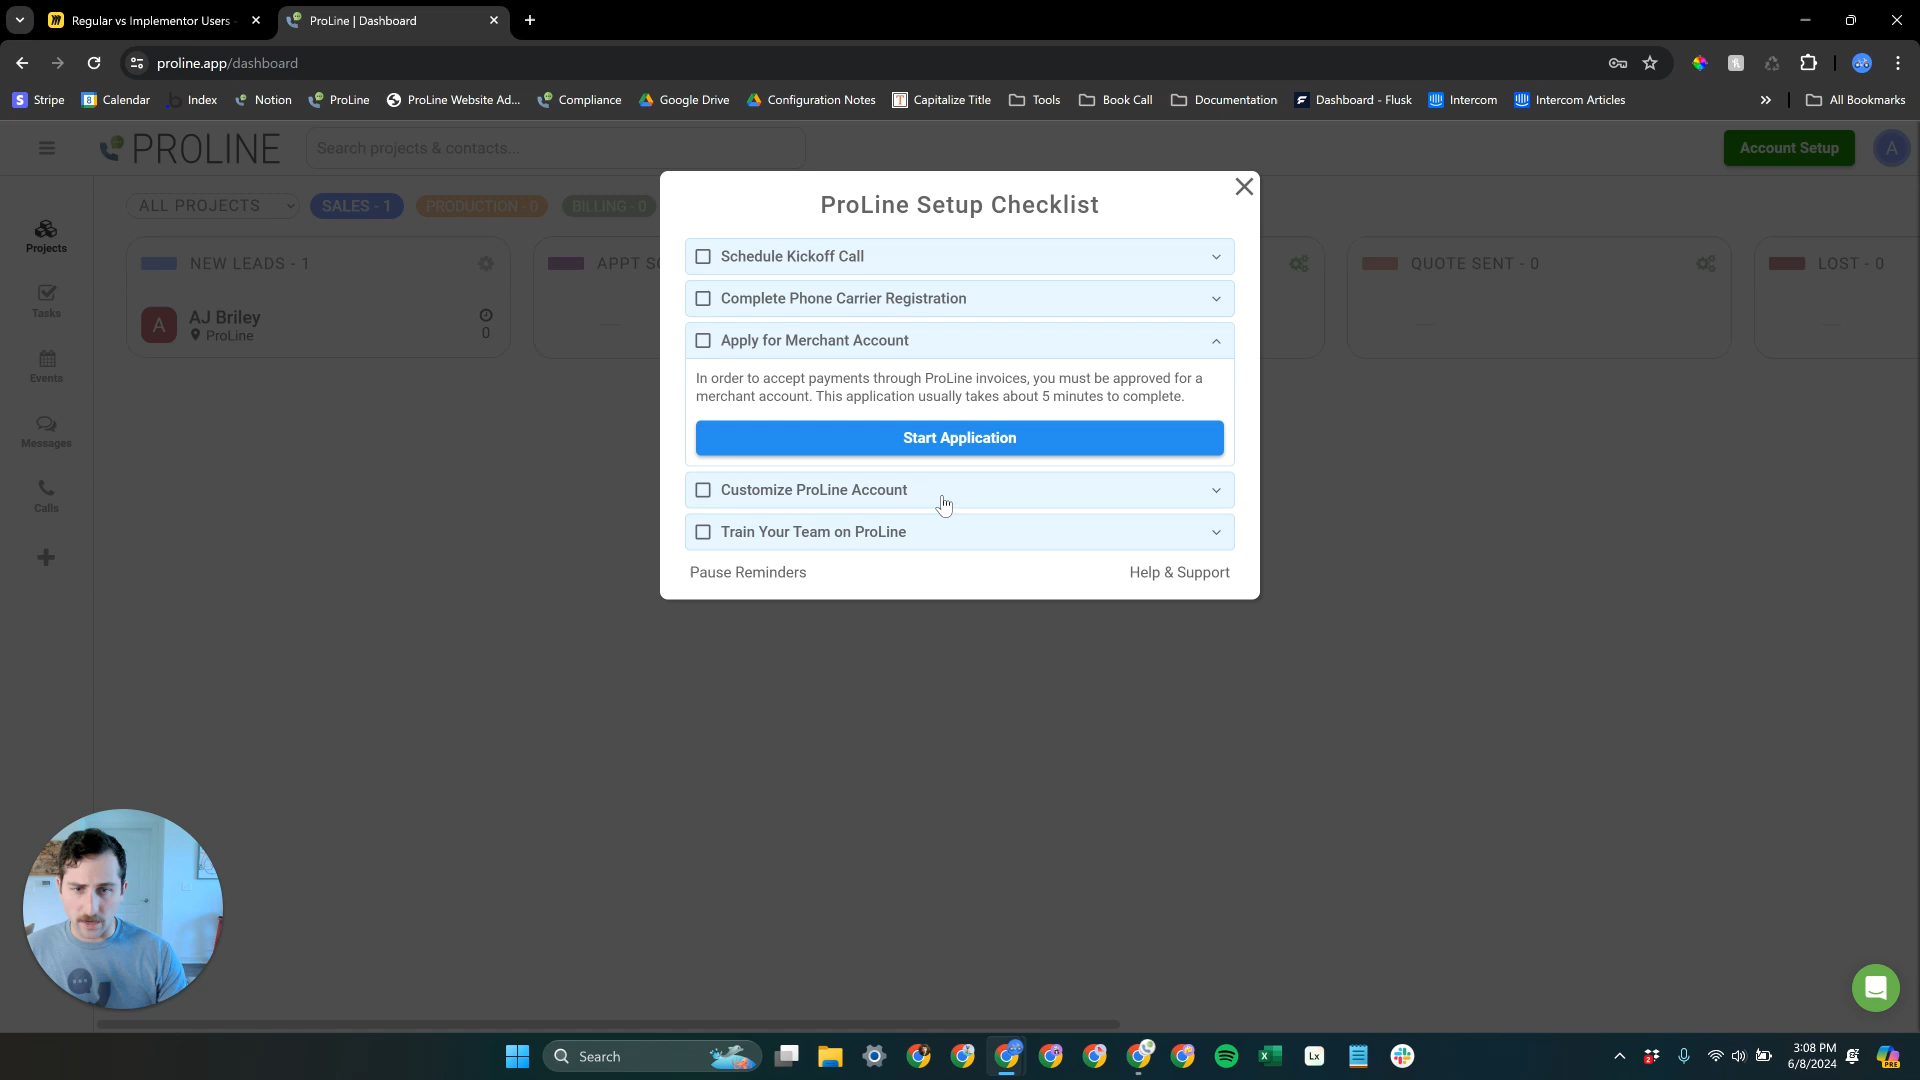 Regular vs Implementor Users
ProLine | Dashboard
proline.app/dashboard
Stripe
Calendar
Index
Notion
ProLine
ProLine Website Ad...
Compliance
Google Drive
Configuration Notes
Capitalize Title
Tools
Book Call
Documentation
Dashboard - Flusk
Intercom
Intercom Articles
All Bookmarks
PROLINE
Search projects & contacts...
Account Setup
A
ALL PROJECTS
SALES - 1
PRODUCTION - 0
BILLING - 0
Projects
Tasks
Events
Messages
Calls
NEW LEADS - 1
A
AJ Briley
ProLine
0
APPT SC
QUOTE SENT - 0
LOST - 0
ProLine Setup Checklist
Schedule Kickoff Call
Complete Phone Carrier Registration
Apply for Merchant Account
In order to accept payments through ProLine invoices, you must be approved for a
merchant account. This application usually takes about 5 minutes to complete.
Start Application
Customize ProLine Account
Train Your Team on ProLine
Pause Reminders
Help & Support
Search
Lx
3:08 PM
6/8/2024
PRE